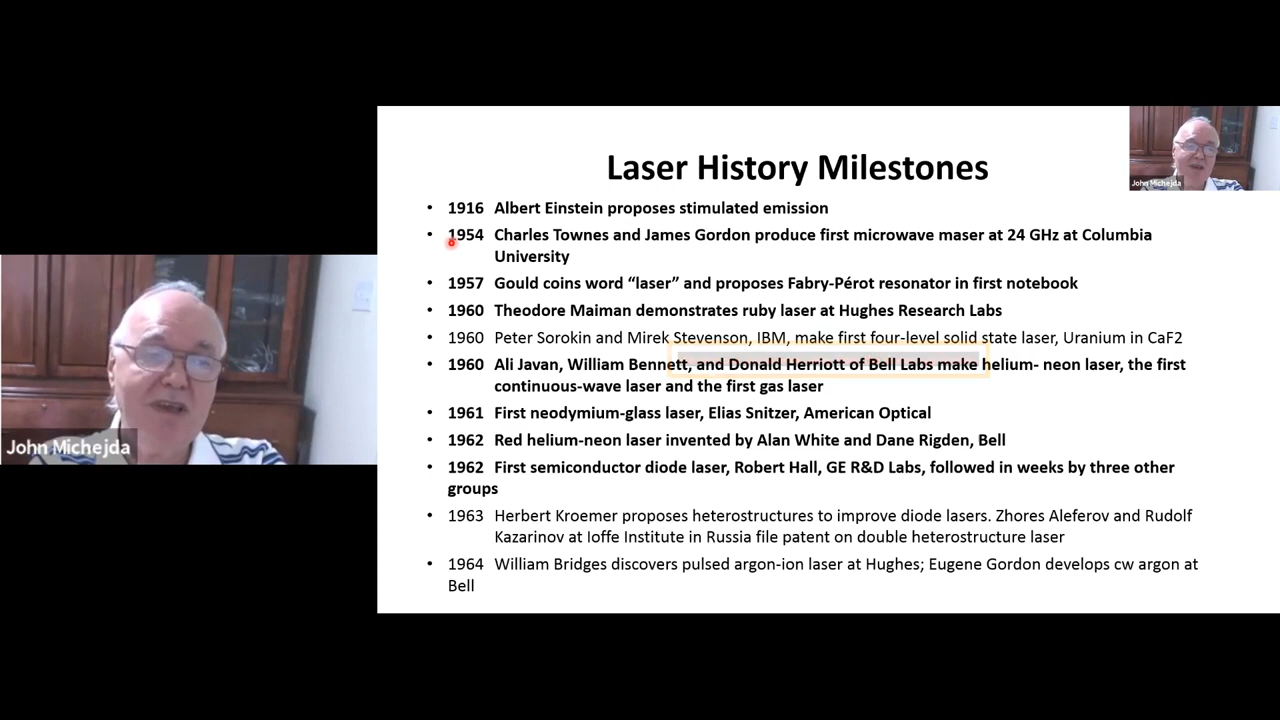 Laser History Milestones
John Michejda
• 1916 Albert Einstein proposes stimulated emission
• 1954 Charles Townes and James Gordon produce first microwave maser at 24 GHz at Columbia
University
• 1957 Gould coins word “laser” and proposes Fabry-Pérot resonator in first notebook
• 1960 Theodore Maiman demonstrates ruby laser at Hughes Research Labs
• 1960 Peter Sorokin and Mirek Stevenson, IBM, make first four-level solid state laser, Uranium in CaF2
• 1960 Ali Javan, William Bennett, and Donald Herriott of Bell Labs make helium- neon laser, the first
continuous-wave laser and the first gas laser
• 1961 First neodymium-glass laser, Elias Snitzer, American Optical
• 1962 Red helium-neon laser invented by Alan White and Dane Rigden, Bell
• 1962 First semiconductor diode laser, Robert Hall, GE R&D Labs, followed in weeks by three other
groups
• 1963 Herbert Kroemer proposes heterostructures to improve diode lasers. Zhores Aleferov and Rudolf
Kazarinov at Ioffe Institute in Russia file patent on double heterostructure laser
• 1964 William Bridges discovers pulsed argon-ion laser at Hughes; Eugene Gordon develops cw argon at
Bell
John Michejda